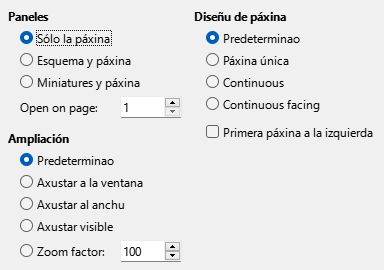 Paneles
Sólo la páxina
Esquema y páxina
Miniatures y páxina
Open on page: 1
Ampliación
Predeterminao
Axustar a la ventana
Axustar al anchu
Axustar visible
Zoom factor: 100
Diseñu de páxina
Predeterminao
Páxina única
Continuous
Continuous facing
Primera páxina a la izquierda